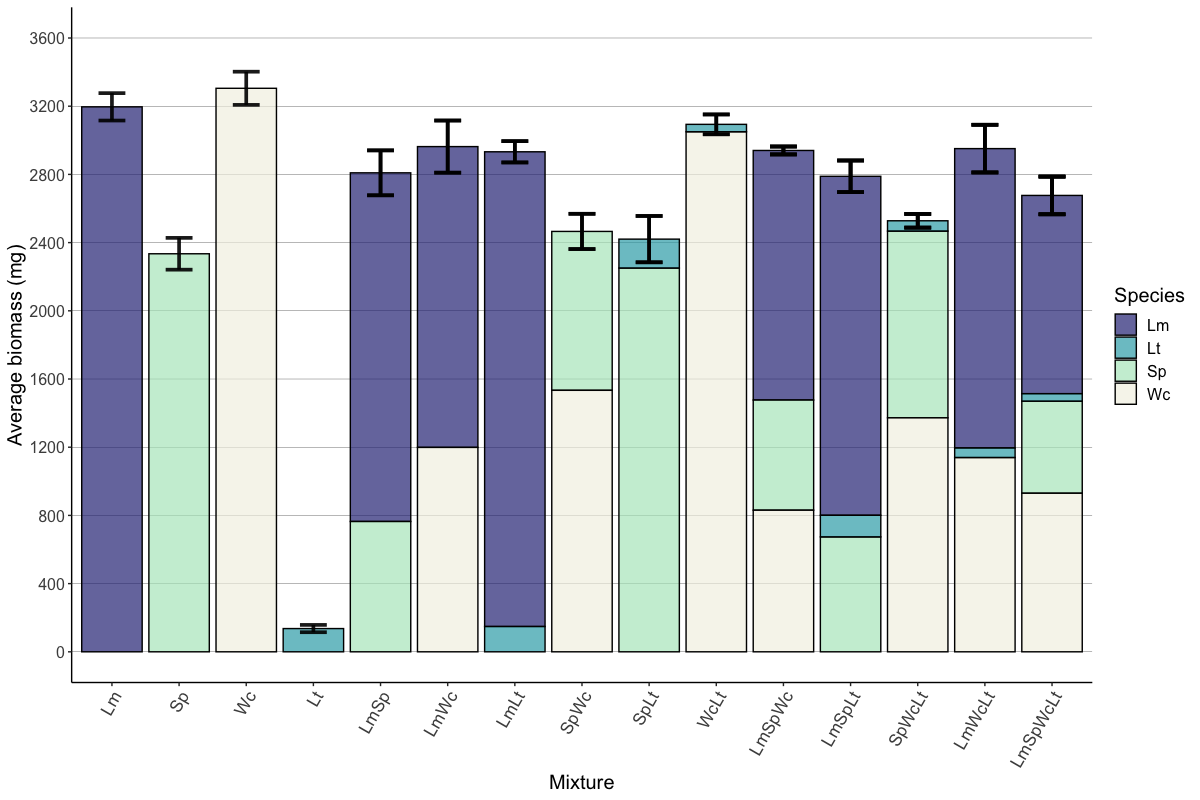 Average biomass (mg)
3600
3200
2800
2400
2000
1600
1200
800
400
0
Lm
Sp
Wc
Lt
LmSp
LmWc
LmLt
SpWc
SpLt
WcLt
LmSpWc
LmSpLt
SpWcLt
LmWcLt
LmSpWcLt
Mixture
Species
Lm
Lt
Sp
Wc